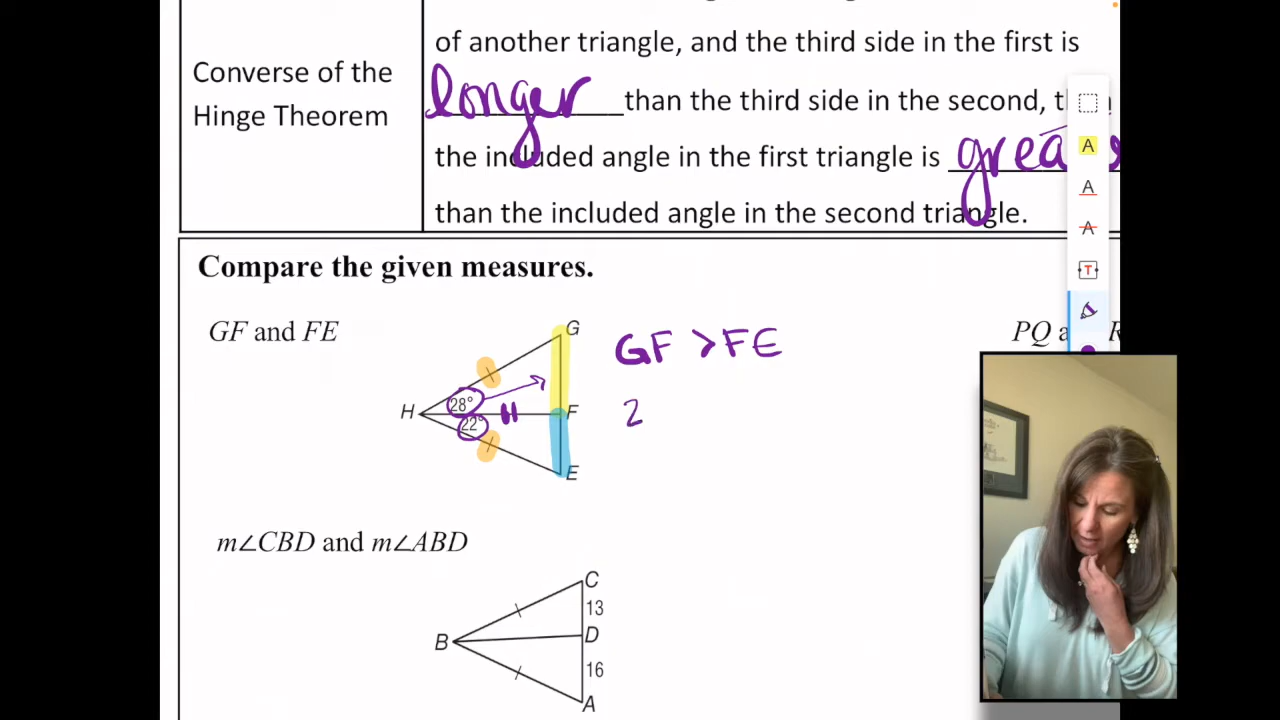 of another triangle, and the third side in the first is
Converse of the
Hinge Theorem
longer than the third side in the second,
the included angle in the first triangle is
than the included angle in the second triangle.
Compare the given measures.
GF and FE
G
GF > FE
PQ
H
28°
F
22°
2
E
m∠CBD and m∠ABD
C
13
B
D
16
A
A
A
A
T